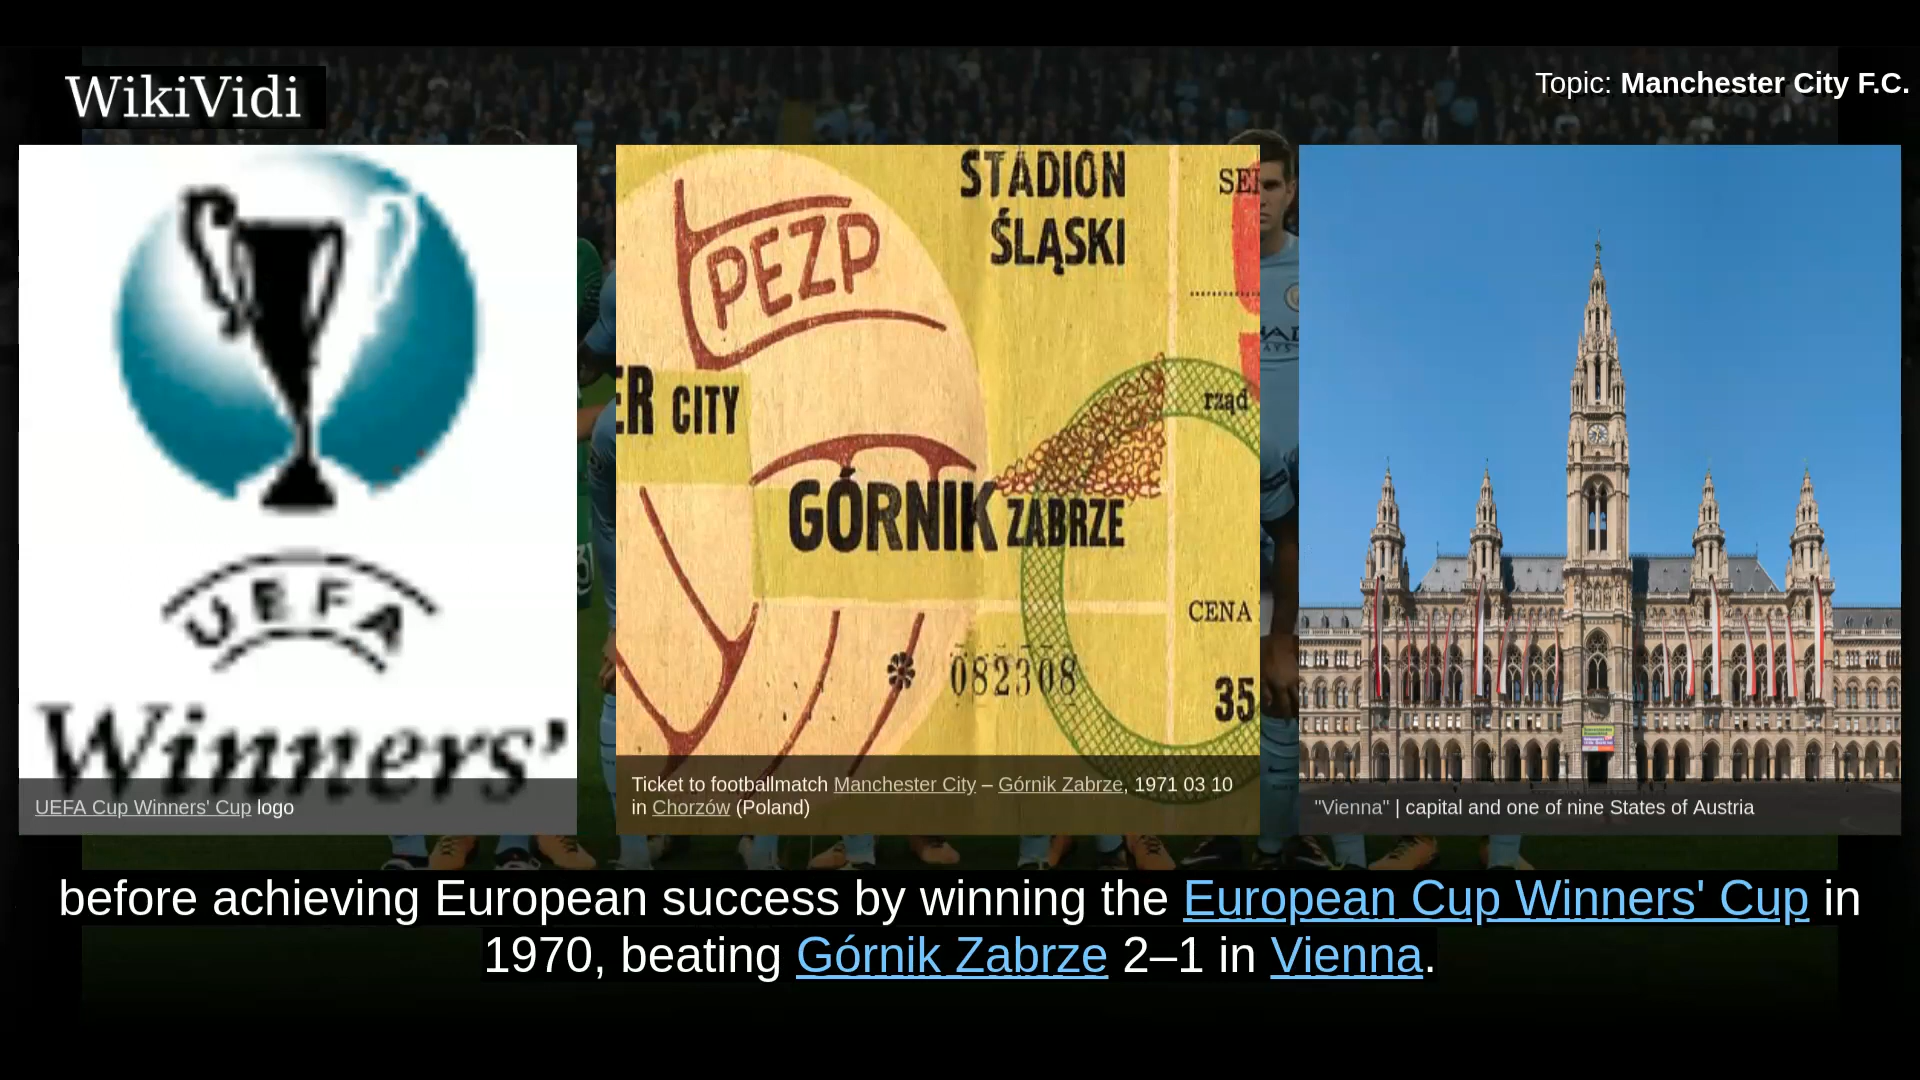 WikiVidi
Topic: Manchester City F.C.
UEFA
Winners'
UEFA Cup Winners' Cup logo
STADION
ŚLĄSKI
PEZP
ER CITY
GÓRNIK ZABRZE
rząd
CENA
082308
35
Ticket to footballmatch Manchester City – Górnik Zabrze, 1971 03 10
in Chorzów (Poland)
"Vienna" | capital and one of nine States of Austria
before achieving European success by winning the European Cup Winners' Cup in
1970, beating Górnik Zabrze 2–1 in Vienna.